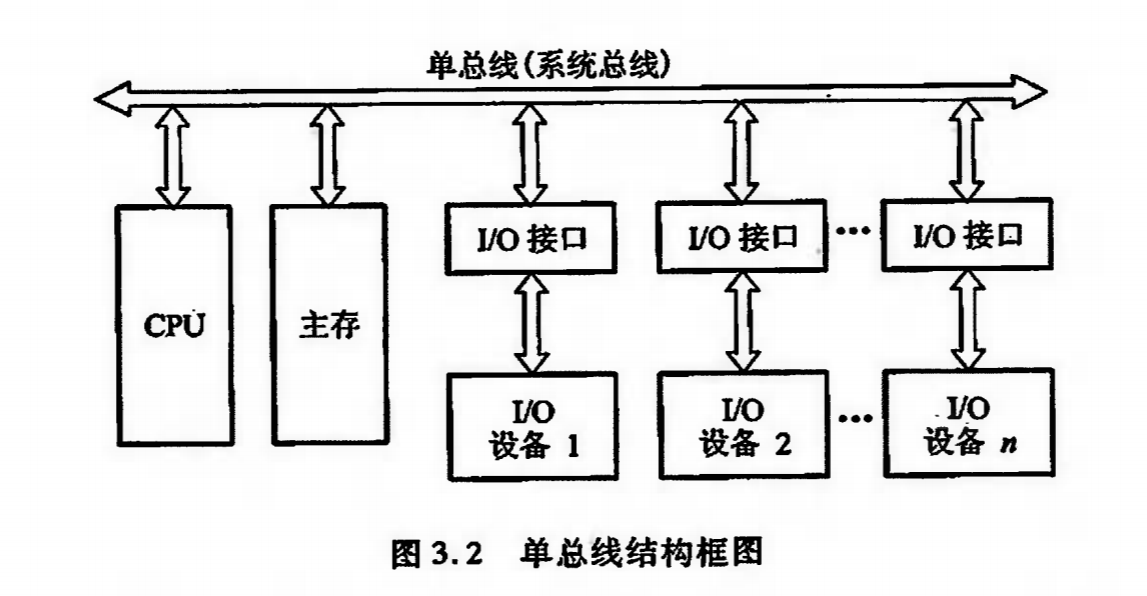 单总线(系统总线)
CPU
主存
I/O 接口
I/O 接口
···
I/O 接口
I/O
设备 1
I/O
设备 2
···
I/O
设备 n
图 3.2 单总线结构框图